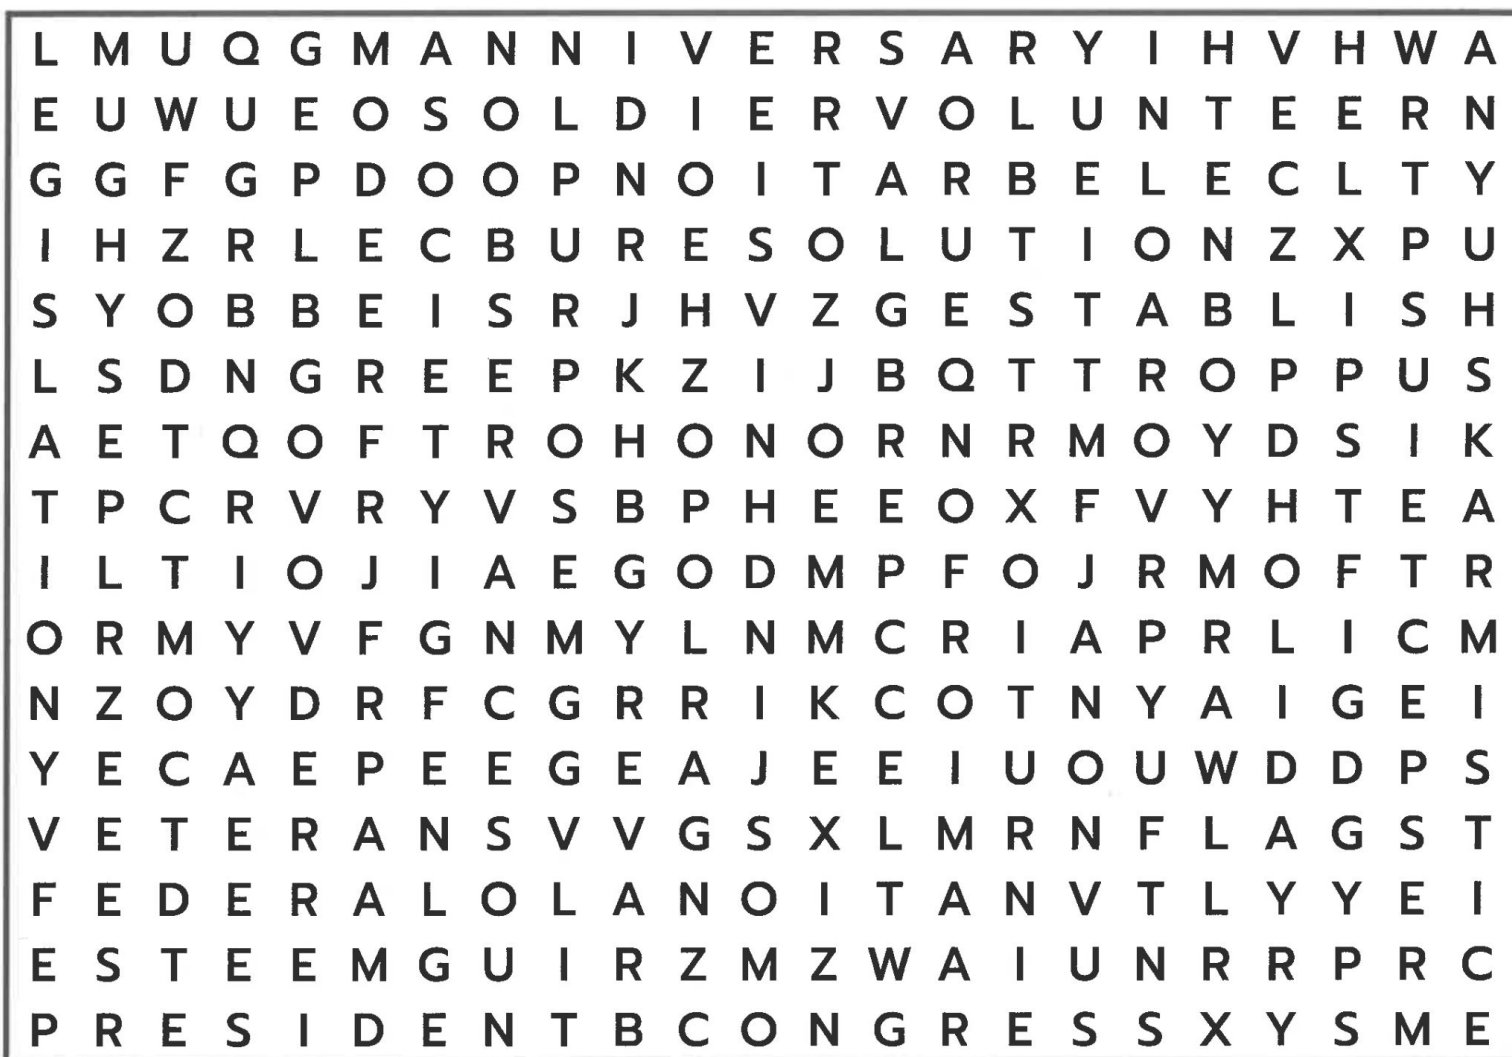 L M U Q G M A N N I V E R S A R Y I H V H W A
E U W U E O S O L D I E R V O L U N T E E R N
G G F G P D O O P N O I T A R B E L E C L T Y
I H Z R L E C B U R E S O L U T I O N Z X P U
S Y O B B E I S R J H V Z G E S T A B L I S H
L S D N G R E E P K Z I J B Q T T R O P P U S
A E T Q O F T R O H O N O R N R M O Y D S I K
T P C R V R Y V S B P H E E O X F V Y H T E A
I L T I O J I A E G O D M P F O J R M O F T R
O R M Y V F G N M Y L N M C R I A P R L I C M
N Z O Y D R F C G R R I K C O T N Y A I G E I
Y E C A E P E E G E A J E E I U O U W D D P S
V E T E R A N S V V G S X L M R N F L A G S T
F E D E R A L O L A N O I T A N V T L Y Y E I
E S T E E M G U I R Z M Z W A I U N R R P R C
P R E S I D E N T B C O N G R E S S X Y S M E